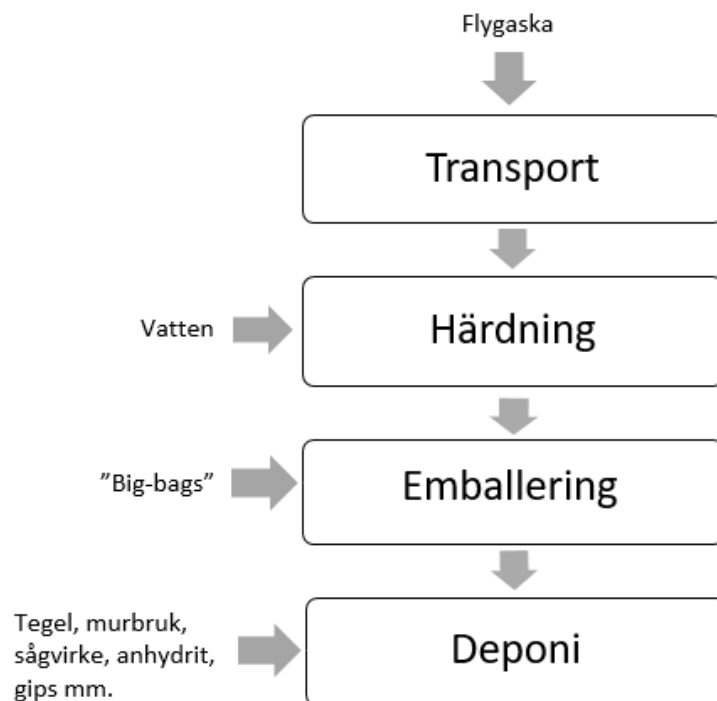 Flygaska
Transport
Vatten
Härdning
”Big-bags”
Emballering
Tegel, murbruk,
sågvirke, anhydrit,
gips mm.
Deponi